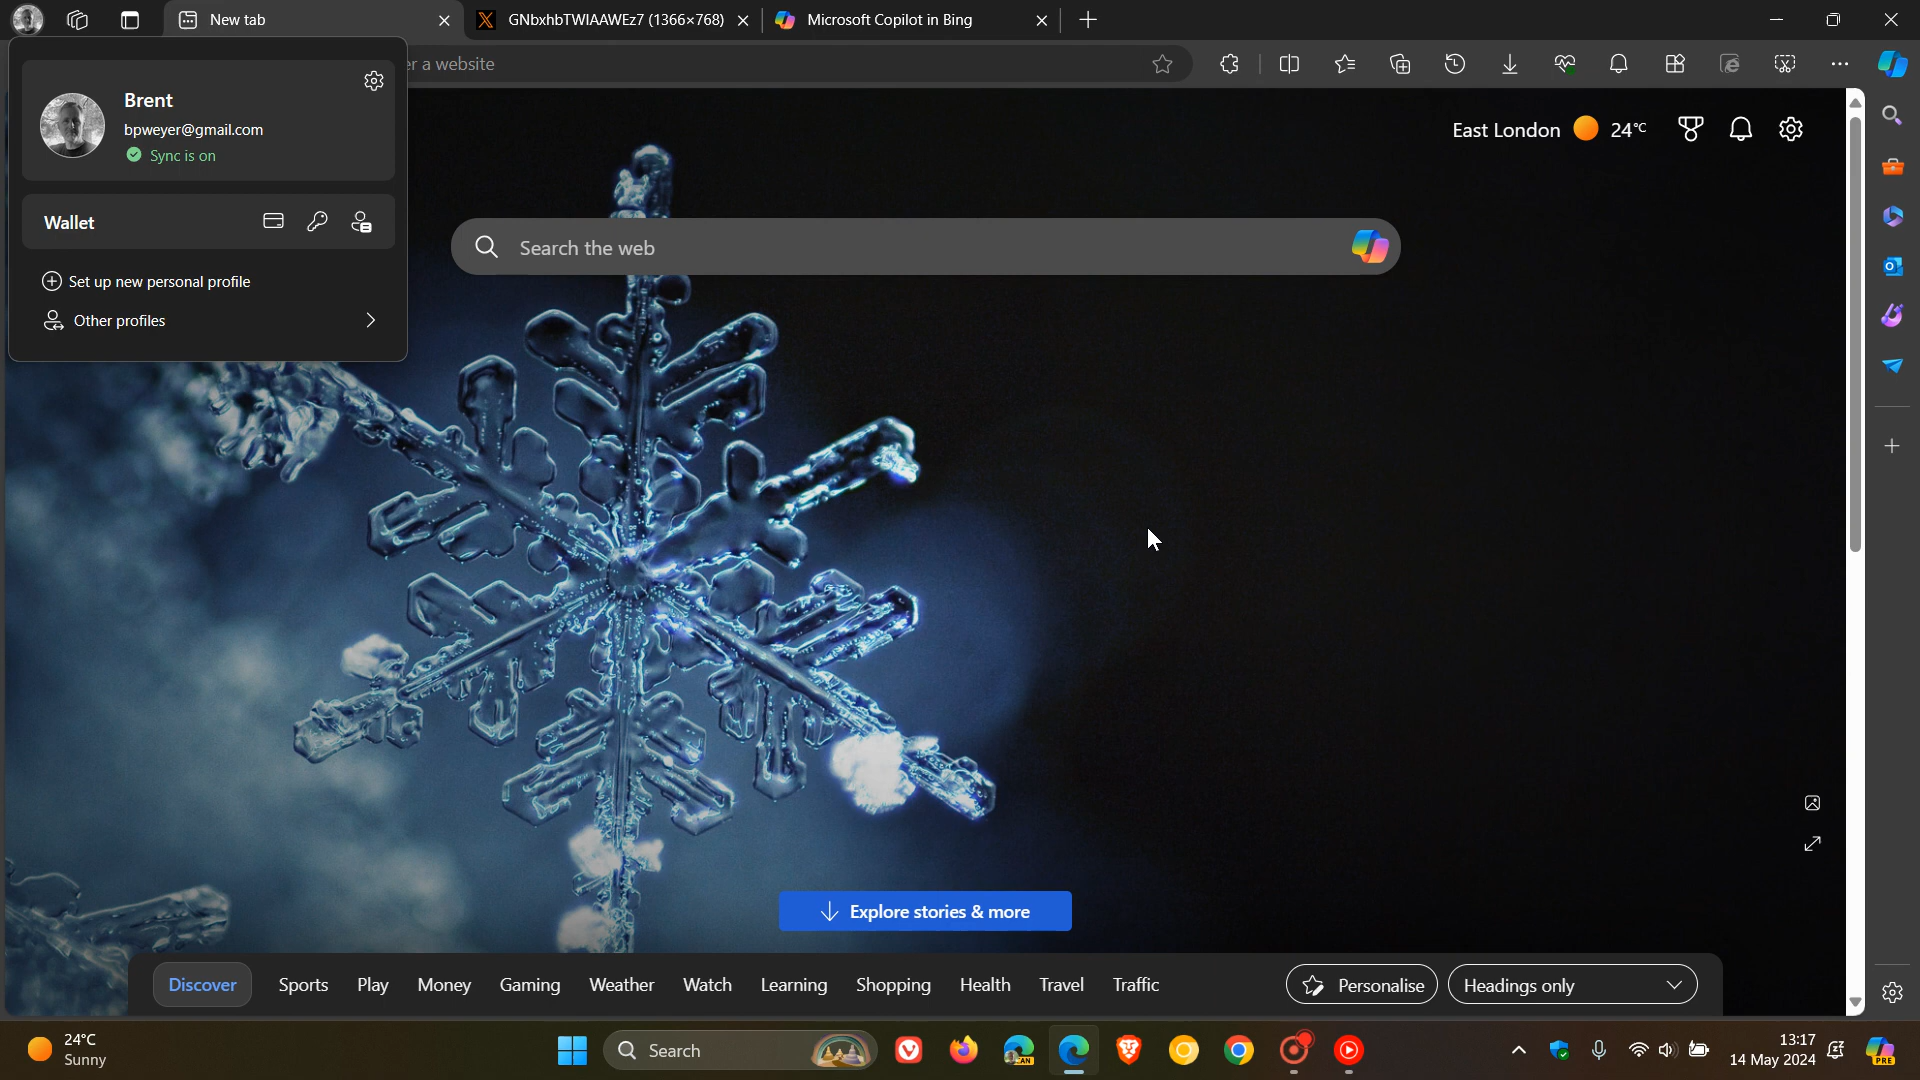 New tab
GNbxhbTWIAAWEz7 (1366×768)
Microsoft Copilot in Bing
er a website
Brent
bpweyer@gmail.com
Sync is on
Wallet
Set up new personal profile
Other profiles
East London 24°C
Search the web
Explore stories & more
Discover Sports Play Money Gaming Weather Watch Learning Shopping Health Travel Traffic Personalise Headings only
24°C
Sunny
Search
CAN
13:17
14 May 2024
PRE